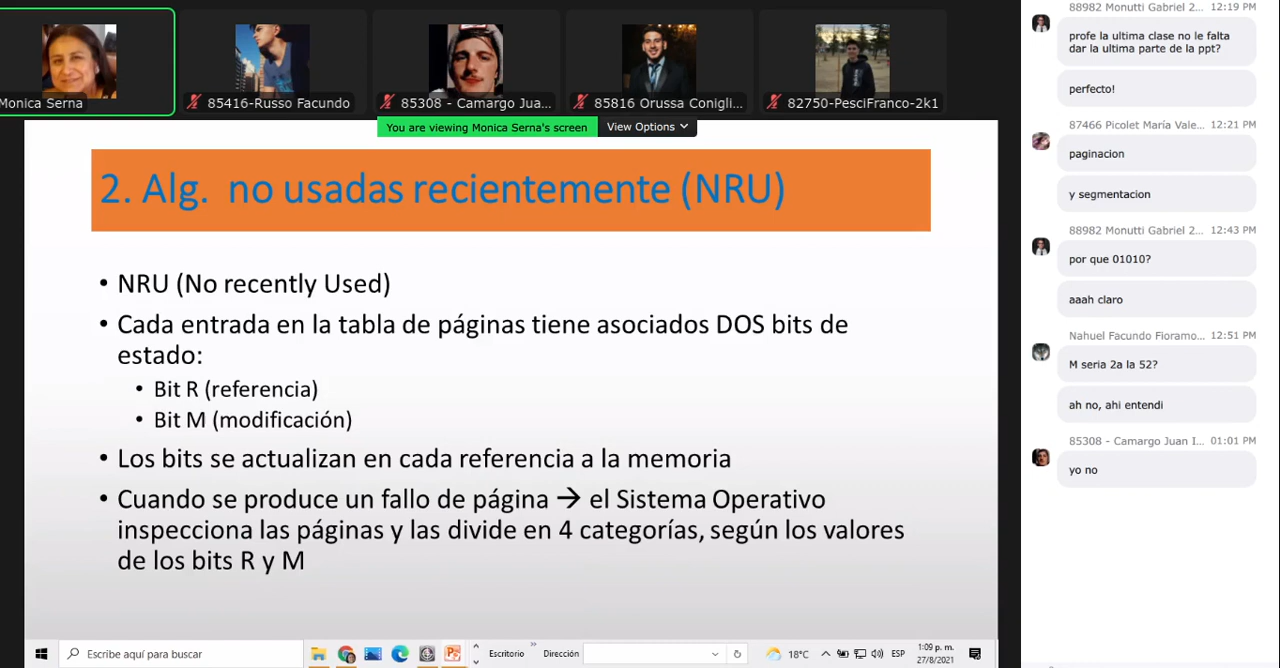 Monica Serna
85416-Russo Facundo
85308 - Camargo Jua...
85816 Orussa Conigli...
82750-PesciFranco-2k1
You are viewing Monica Serna's screen
View Options
2. Alg. no usadas recientemente (NRU)
• NRU (No recently Used)
• Cada entrada en la tabla de páginas tiene asociados DOS bits de
estado:
• Bit R (referencia)
• Bit M (modificación)
• Los bits se actualizan en cada referencia a la memoria
• Cuando se produce un fallo de página → el Sistema Operativo
inspecciona las páginas y las divide en 4 categorías, según los valores
de los bits R y M
Escribe aquí para buscar
Escritorio
Dirección
18°C
ESP
1:09 p. m.
27/8/2021
88982 Monutti Gabriel 2... 12:19 PM
profe la ultima clase no le falta
dar la ultima parte de la ppt?
perfecto!
87466 Picolet María Vale... 12:21 PM
paginacion
y segmentacion
88982 Monutti Gabriel 2... 12:43 PM
por que 01010?
aaah claro
Nahuel Facundo Fioramo... 12:51 PM
M seria 2a la 52?
ah no, ahi entendi
85308 - Camargo Juan I... 01:01 PM
yo no